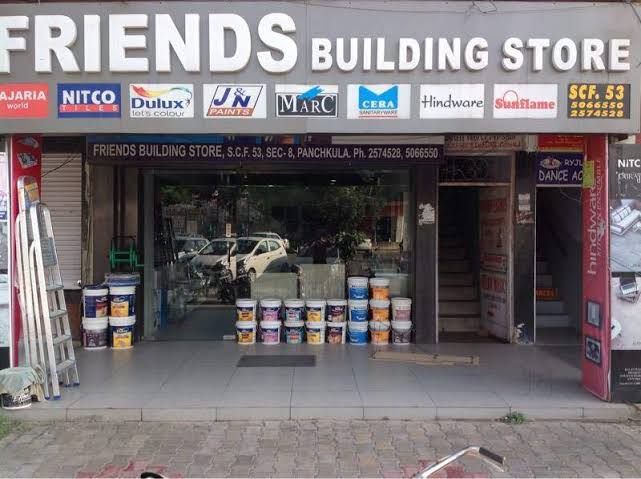 FRIENDS BUILDING STORE
AJARIA world
NITCO TILES
Dulux let's colour
J&N PAINTS
MARC
CERA SANITARYWARE
Hindware
Sunflame
SCF. 53
5066550
2574528
FRIENDS BUILDING STORE, S.C.F. 53, SEC- 8, PANCHKULA. Ph. 2574528, 5066550
DANCE AC
NITC
hindware